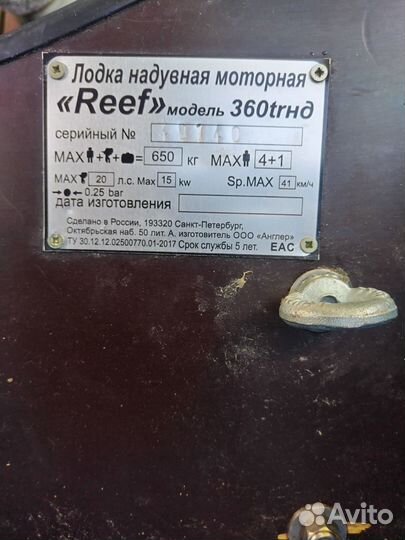 Лодка надувная моторная
«Reef» модель 360trнд
серийный №
MAX + + = 650 кг MAX 4+1
MAX 20 л.с. Max 15 kw Sp.MAX 41 км/ч
0.25 bar
дата изготовления
Сделано в России, 193320 Санкт-Петербург,
Октябрьская наб. 50 лит. А. изготовитель ООО «Англер»
ТУ 30.12.12.02500770.01-2017 Срок службы 5 лет. EAC
Avito